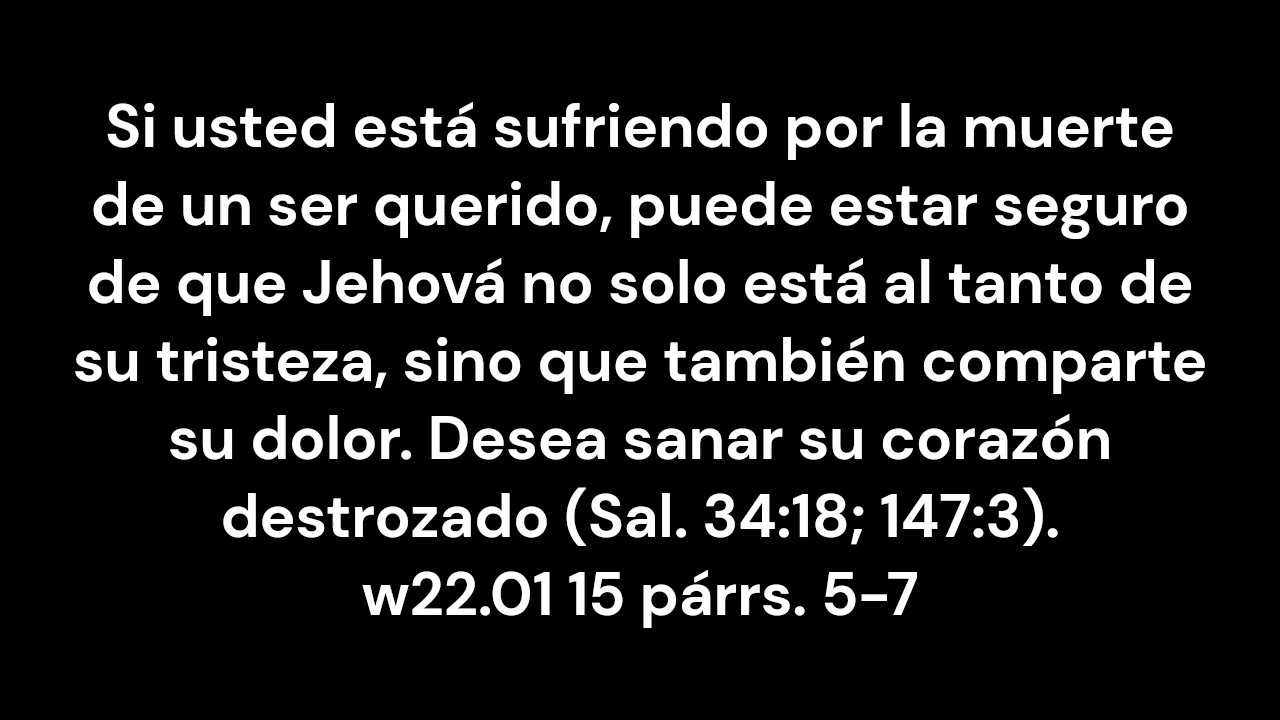 Si usted está sufriendo por la muerte
de un ser querido, puede estar seguro
de que Jehová no solo está al tanto de
su tristeza, sino que también comparte
su dolor. Desea sanar su corazón
destrozado (Sal. 34:18; 147:3).
w22.01 15 párrs. 5-7